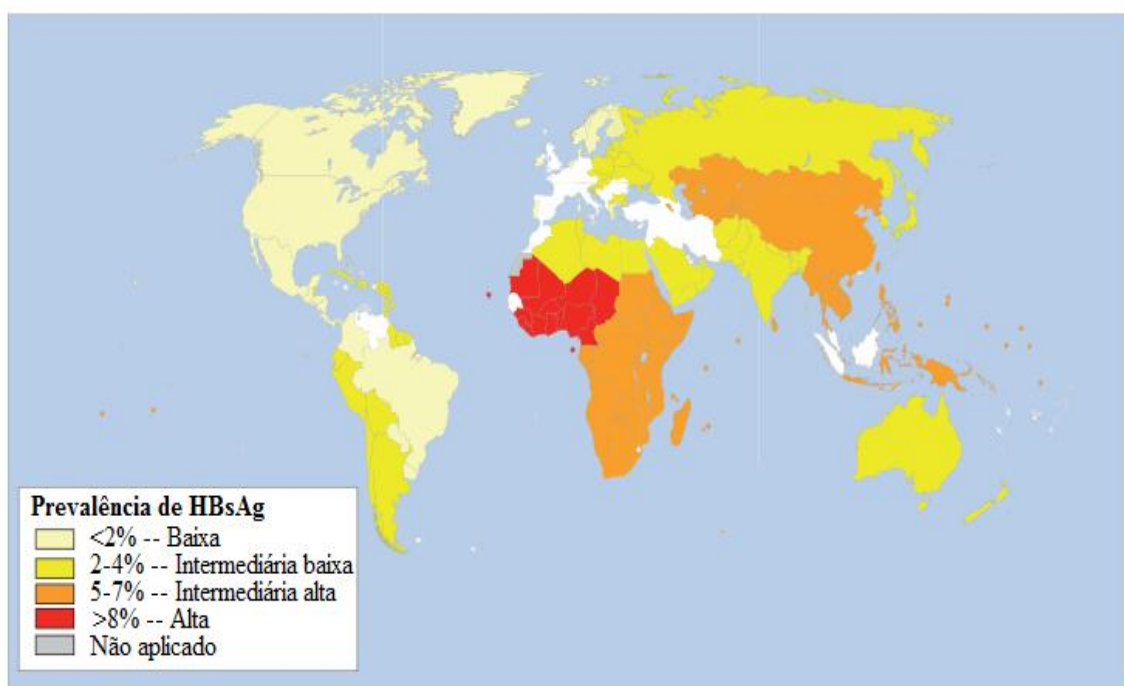 Prevalência de HBsAg
<2% -- Baixa
2-4% -- Intermediária baixa
5-7% -- Intermediária alta
>8% -- Alta
Não aplicado